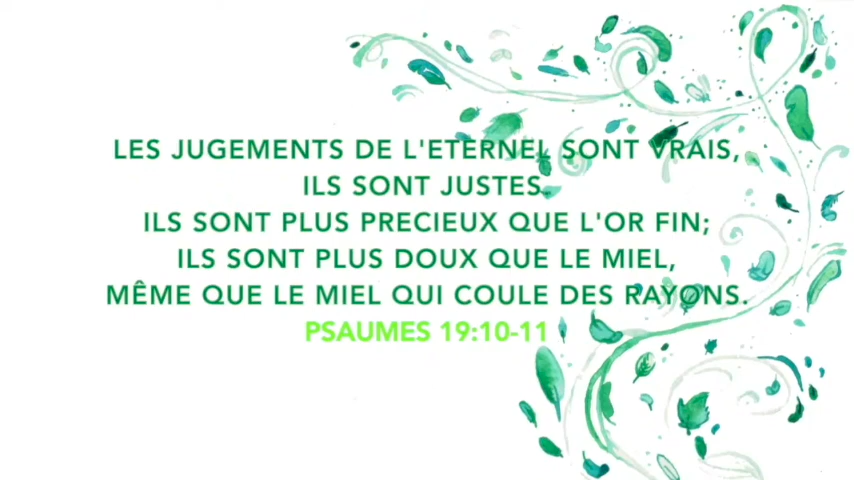 LES JUGEMENTS DE L'ETERNEL SONT VRAIS,
ILS SONT JUSTES.
ILS SONT PLUS PRECIEUX QUE L'OR FIN;
ILS SONT PLUS DOUX QUE LE MIEL,
MÊME QUE LE MIEL QUI COULE DES RAYONS.
PSAUMES 19:10-11